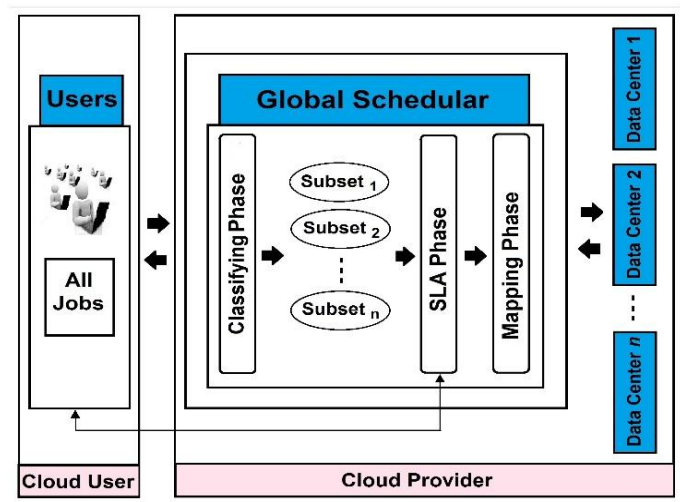 Users
All
Jobs
Cloud User
Global Schedular
Classifying Phase
Subset 1
Subset 2
Subset n
SLA Phase
Mapping Phase
Data Center 1
Data Center 2
Data Center n
Cloud Provider